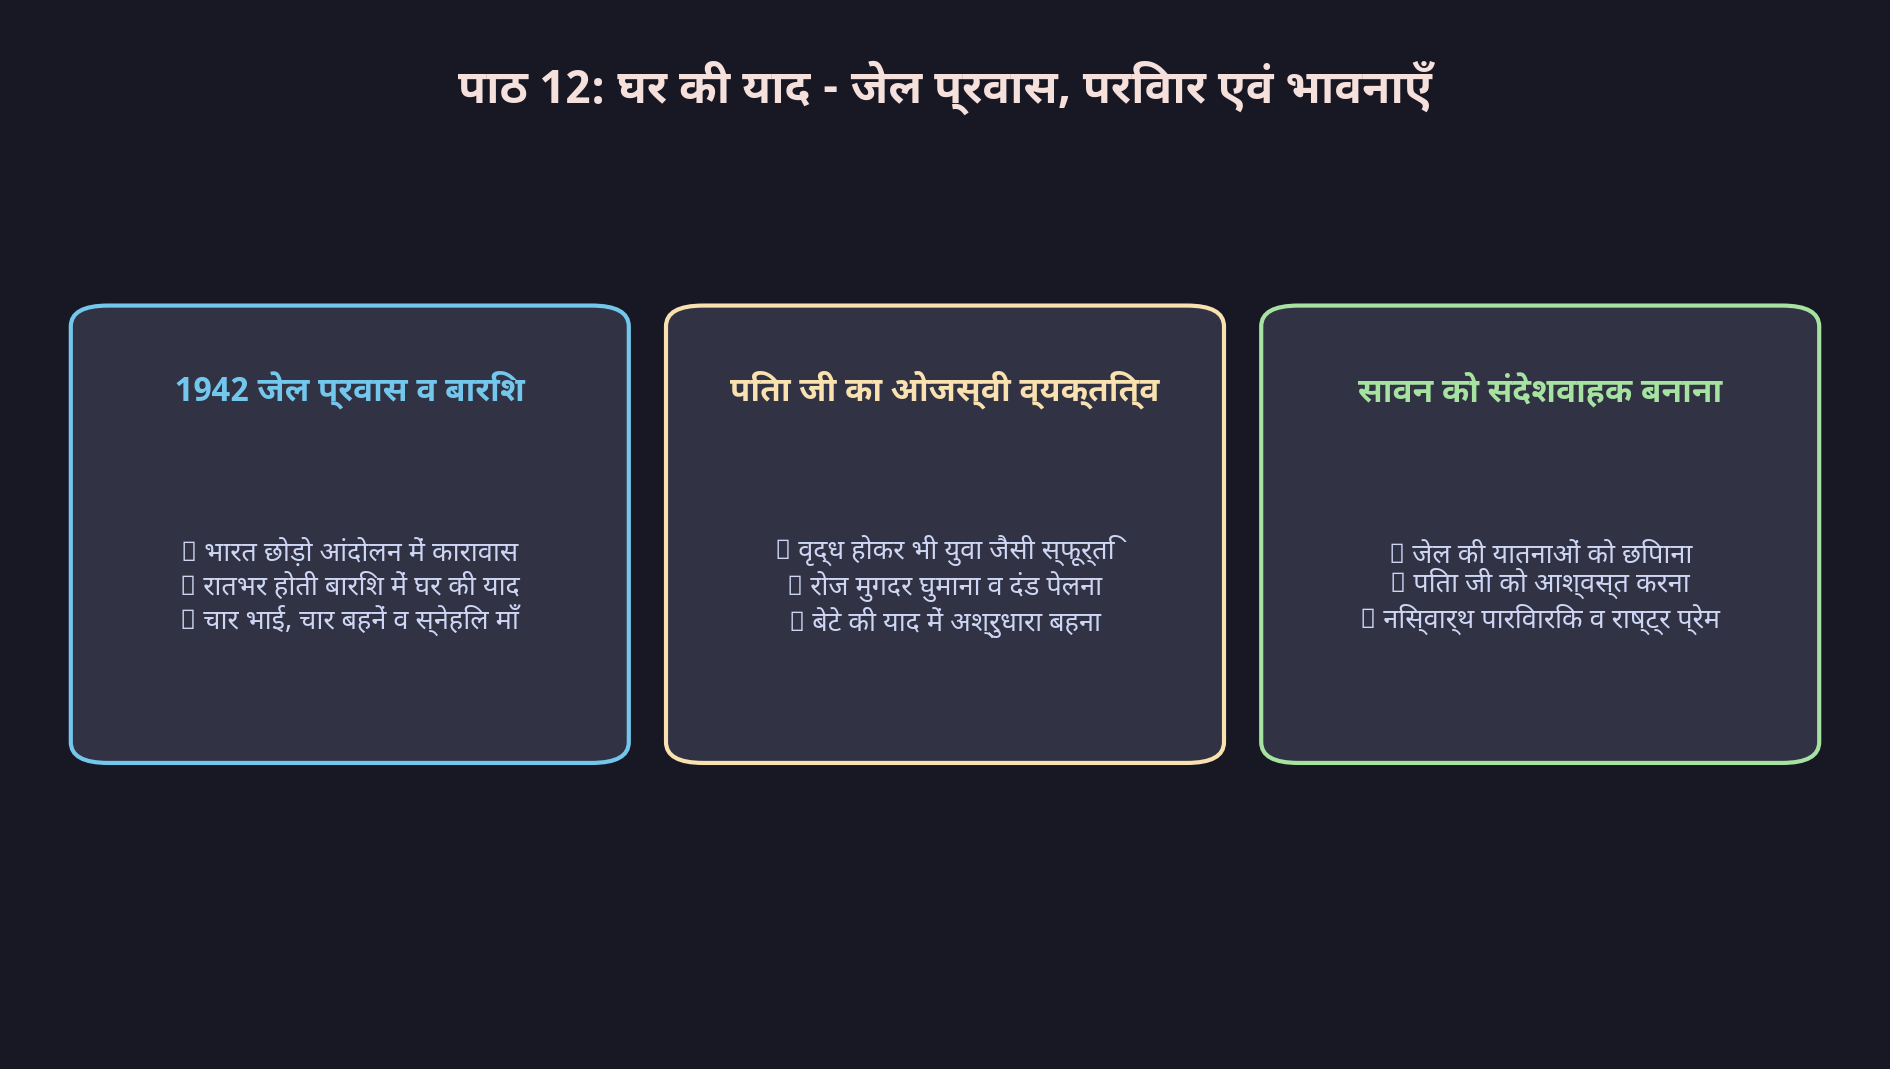 पाठ 12: घर की याद - जेल प्रवास, परिवार एवं भावनाएँ
1942 जेल प्रवास व बारिश
▯ भारत छोड़ो आंदोलन में कारावास
▯ रातभर होती बारिश में घर की याद
▯ चार भाई, चार बहनें व स्नेहिल माँ
पिता जी का ओजस्वी व्यक्तित्व
▯ वृद्ध होकर भी युवा जैसी स्फूर्ति
▯ रोज मुगदर घुमाना व दंड पेलना
▯ बेटे की याद में अश्रुधारा बहना
सावन को संदेशवाहक बनाना
▯ जेल की यातनाओं को छिपाना
▯ पिता जी को आश्वस्त करना
▯ निस्वार्थ पारिवारिक व राष्ट्र प्रेम